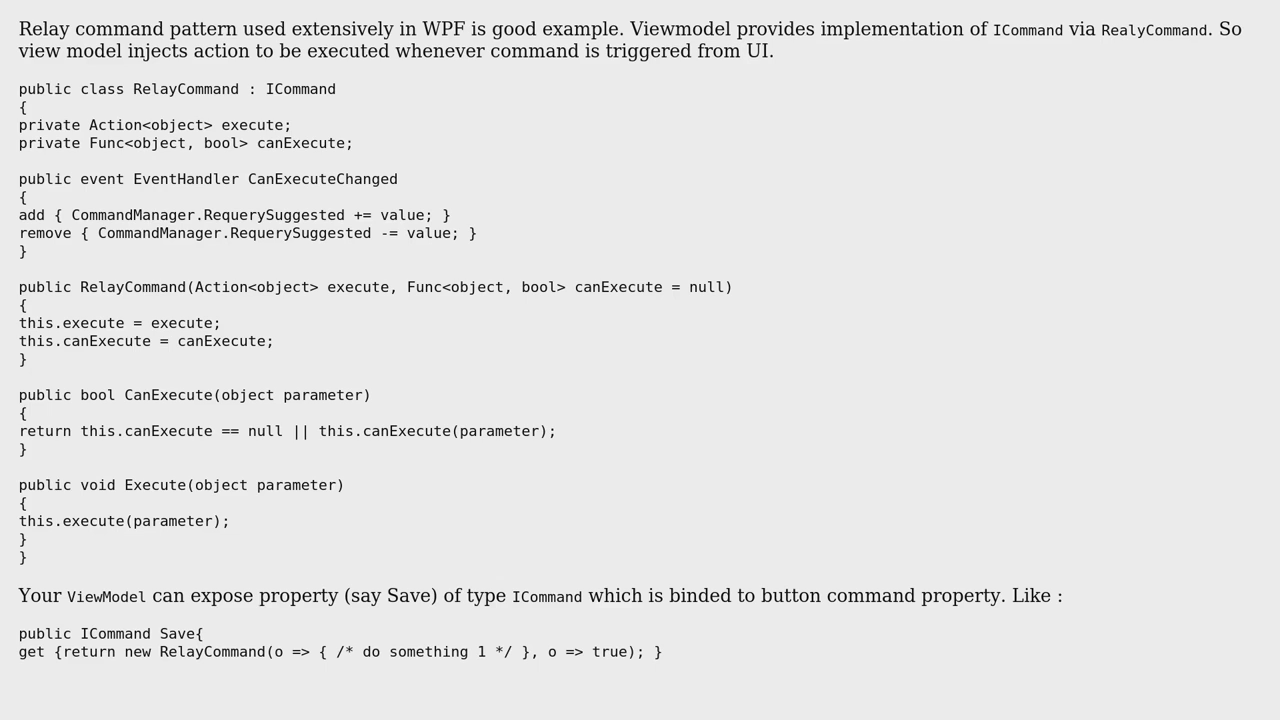 Relay command pattern used extensively in WPF is good example. Viewmodel provides implementation of ICommand via RealyCommand. So
view model injects action to be executed whenever command is triggered from UI.
public class RelayCommand : ICommand
{
private Action<object> execute;
private Func<object, bool> canExecute;
public event EventHandler CanExecuteChanged
{
add { CommandManager.RequerySuggested += value; }
remove { CommandManager.RequerySuggested -= value; }
}
public RelayCommand(Action<object> execute, Func<object, bool> canExecute = null)
{
this.execute = execute;
this.canExecute = canExecute;
}
public bool CanExecute(object parameter)
{
return this.canExecute == null || this.canExecute(parameter);
}
public void Execute(object parameter)
{
this.execute(parameter);
}
}
Your ViewModel can expose property (say Save) of type ICommand which is binded to button command property. Like :
public ICommand Save{
get {return new RelayCommand(o => { /* do something 1 */ }, o => true); }